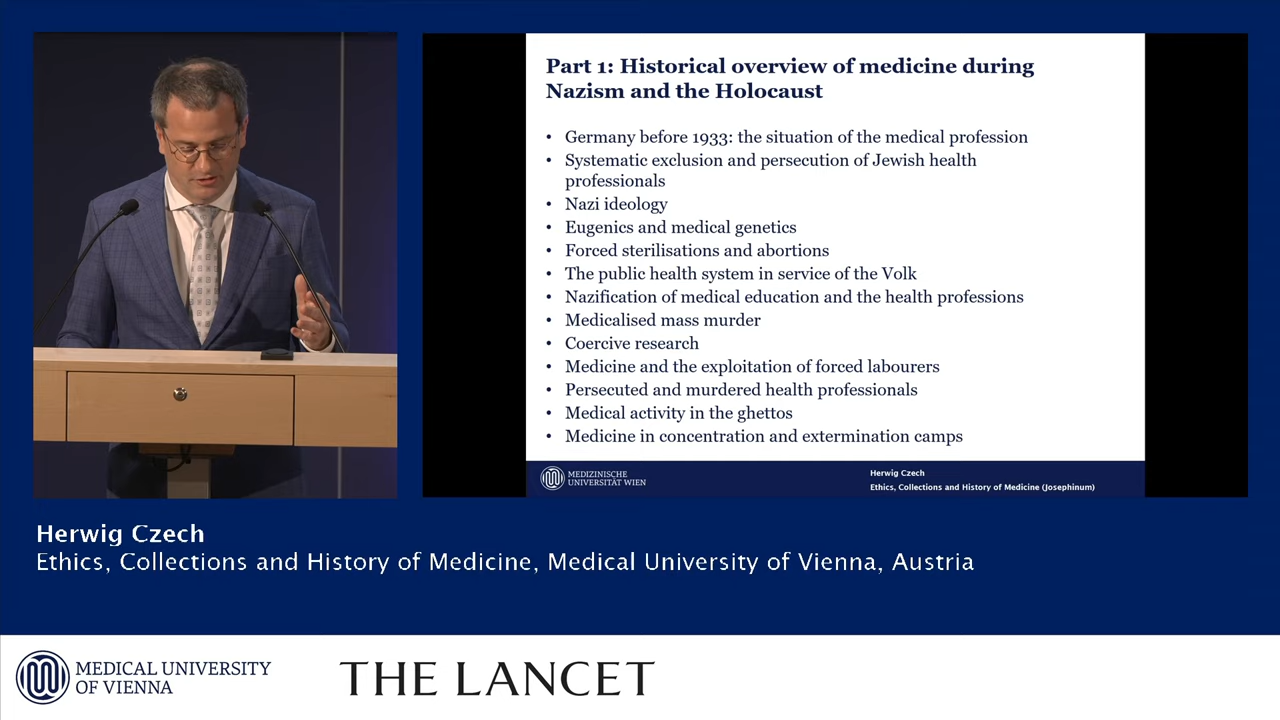 Part 1: Historical overview of medicine during
Nazism and the Holocaust
• Germany before 1933: the situation of the medical profession
• Systematic exclusion and persecution of Jewish health
professionals
• Nazi ideology
• Eugenics and medical genetics
• Forced sterilisations and abortions
• The public health system in service of the Volk
• Nazification of medical education and the health professions
• Medicalised mass murder
• Coercive research
• Medicine and the exploitation of forced labourers
• Persecuted and murdered health professionals
• Medical activity in the ghettos
• Medicine in concentration and extermination camps
MEDIZINISCHE
UNIVERSITÄT WIEN
Herwig Czech
Ethics, Collections and History of Medicine (Josephinum)
Herwig Czech
Ethics, Collections and History of Medicine, Medical University of Vienna, Austria
MEDICAL UNIVERSITY
OF VIENNA
THE LANCET